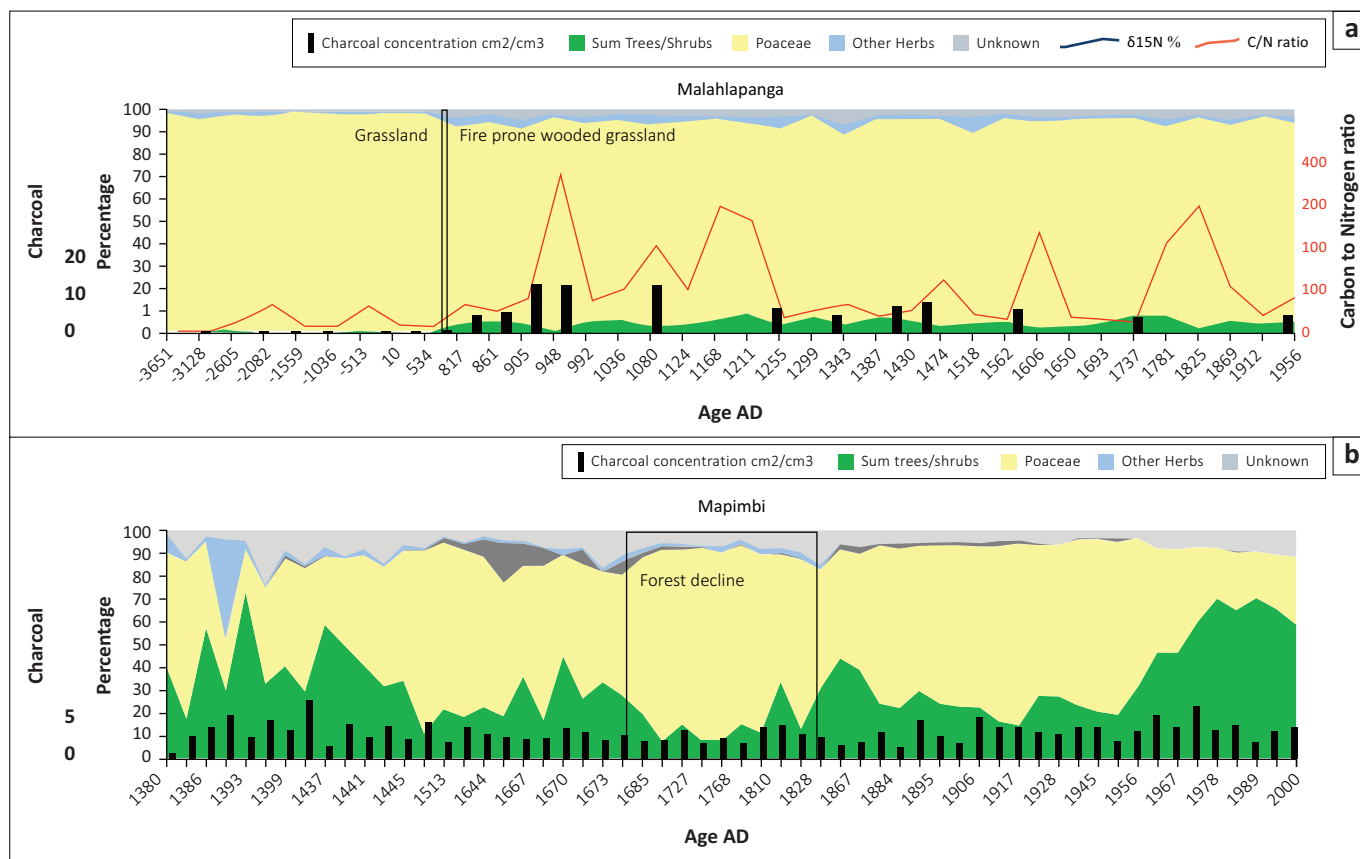 a
Charcoal concentration cm2/cm3 Sum Trees/Shrubs Poaceae Other Herbs Unknown δ15N % C/N ratio
Malahlapanga
Grassland Fire prone wooded grassland
Charcoal
20
10
0
Percentage
100
90
80
70
60
50
40
30
20
1
0
400
200
100
100
0
Carbon to Nitrogen ratio
-3651 -3128 -2605 -2082 -1559 -1036 -513 10 534 817 861 905 948 992 1036 1080 1124 1168 1211 1255 1299 1343 1387 1430 1474 1518 1562 1606 1650 1693 1737 1781 1825 1869 1912 1956
Age AD
b
Charcoal concentration cm2/cm3 Sum trees/shrubs Poaceae Other Herbs Unknown
Mapimbi
Forest decline
Charcoal
5
0
Percentage
100
90
80
70
60
50
40
30
20
10
0
1380 1386 1393 1399 1437 1441 1445 1513 1644 1667 1670 1673 1685 1727 1768 1810 1828 1867 1884 1895 1906 1917 1928 1945 1956 1967 1978 1989 2000
Age AD